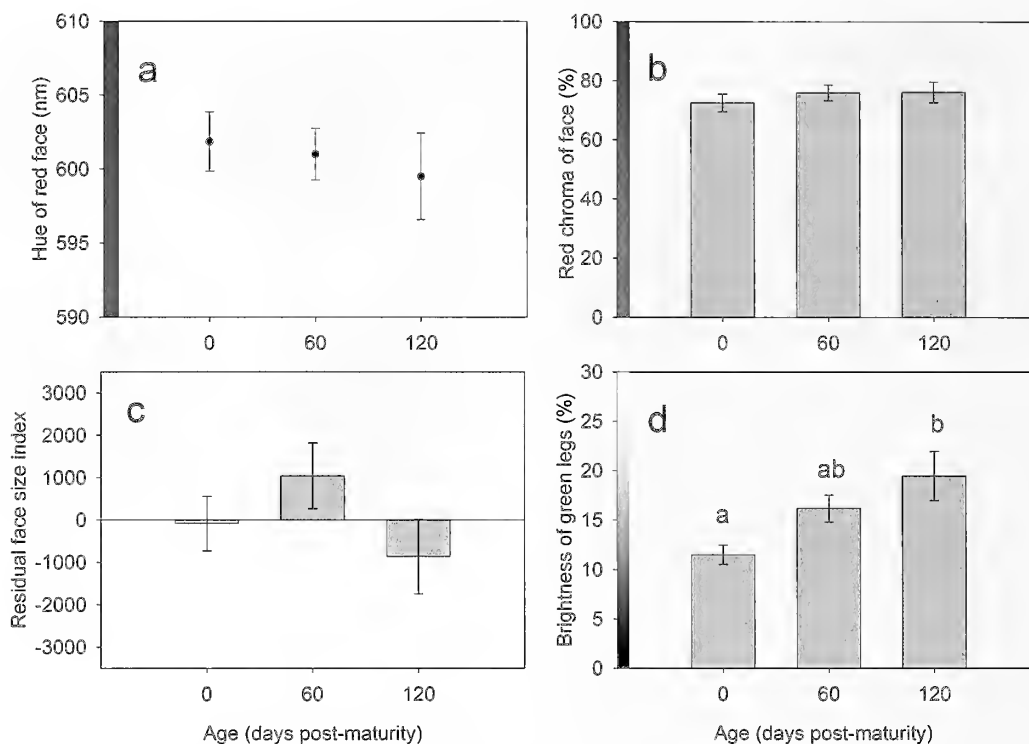 a
Hue of red face (nm)
610
605
600
595
590
0 60 120
b
Red chroma of face (%)
100
80
60
40
20
0
0 60 120
c
Residual face size index
3000
2000
1000
0
-1000
-2000
-3000
0 60 120
Age (days post-maturity)
d
Brightness of green legs (%)
30
25
20
15
10
5
0
a
ab
b
0 60 120
Age (days post-maturity)